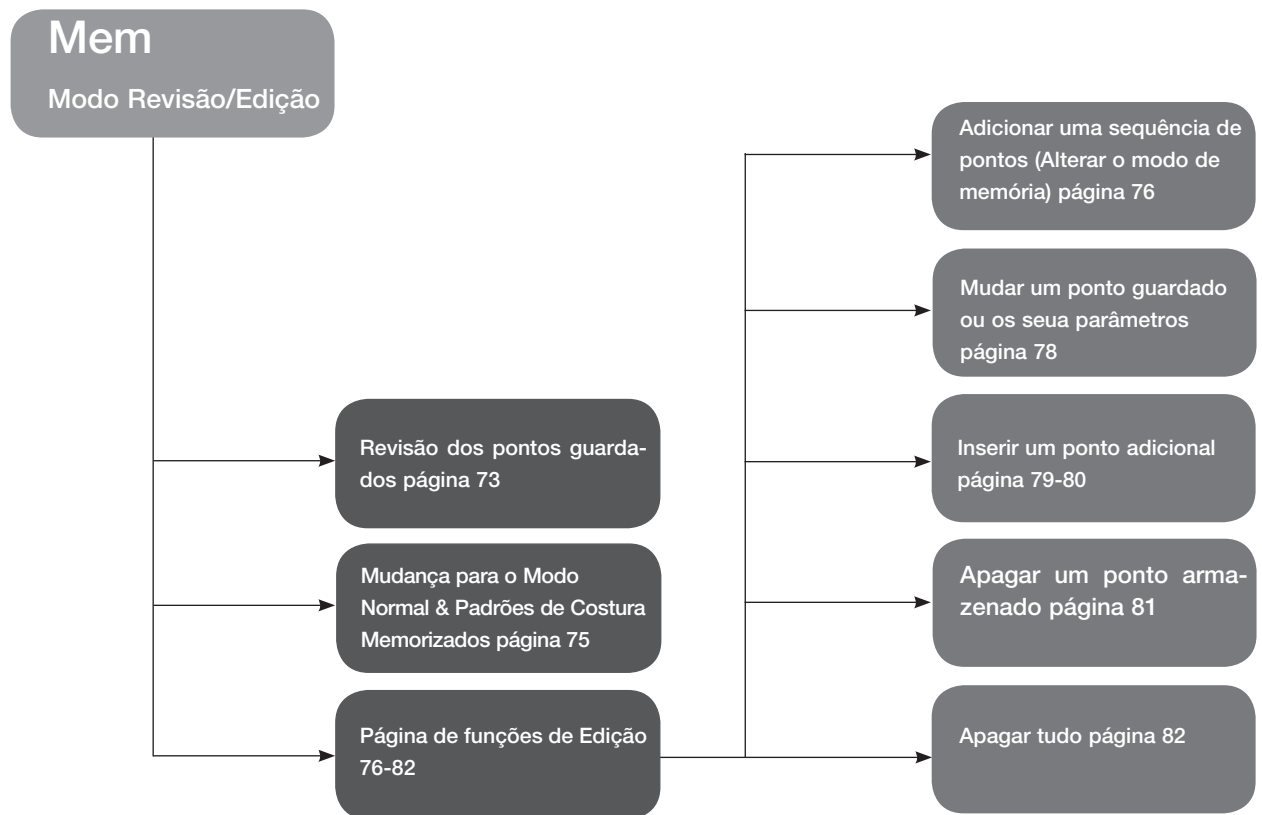 Mem
Modo Revisão/Edição
Revisão dos pontos guarda-
dos página 73
Mudança para o Modo
Normal & Padrões de Costura
Memorizados página 75
Página de funções de Edição
76-82
Adicionar uma sequência de
pontos (Alterar o modo de
memória) página 76
Mudar um ponto guardado
ou os seua parâmetros
página 78
Inserir um ponto adicional
página 79-80
Apagar um ponto arma-
zenado página 81
Apagar tudo página 82